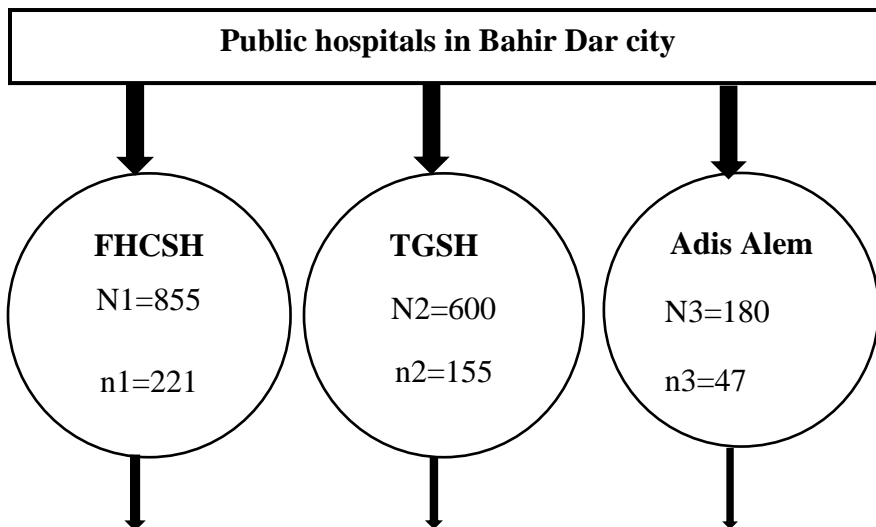 Public hospitals in Bahir Dar city
FHCSH
N1=855
n1=221
TGSH
N2=600
n2=155
Adis Alem
N3=180
n3=47